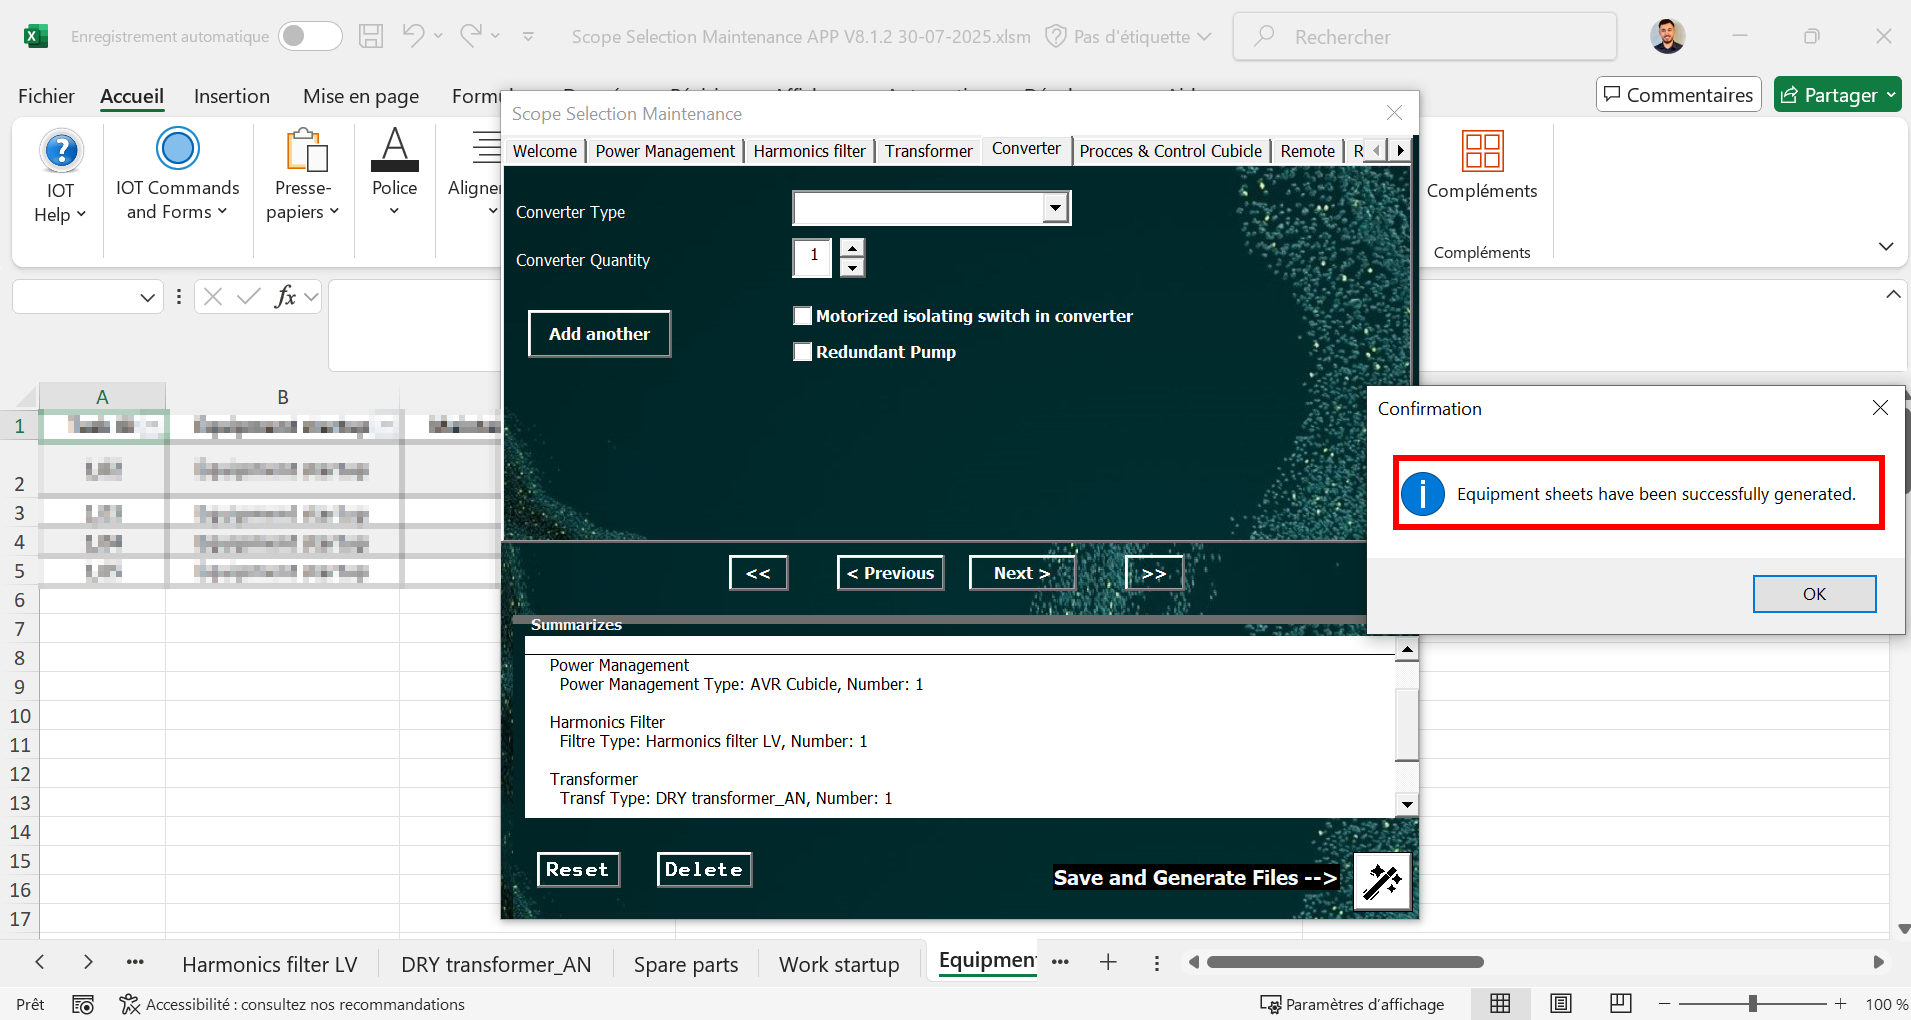 Enregistrement automatique
Scope Selection Maintenance APP V8.1.2 30-07-2025.xlsm
Pas d'étiquette
Rechercher
Fichier
Accueil
Insertion
Mise en page
Commentaires
Partager
IOT
Help
IOT Commands
and Forms
Presse-
papiers
Police
Compléments
Compléments
fx
Scope Selection Maintenance
Welcome
Power Management
Harmonics filter
Transformer
Converter
Procces & Control Cubicle
Remote
R
Converter Type
Converter Quantity
1
Add another
Motorized isolating switch in converter
Redundant Pump
<<
< Previous
Next >
>>
Summarizes
Power Management
Power Management Type: AVR Cubicle, Number: 1
Harmonics Filter
Filtre Type: Harmonics filter LV, Number: 1
Transformer
Transf Type: DRY transformer_AN, Number: 1
Reset
Delete
Save and Generate Files -->
Confirmation
Equipment sheets have been successfully generated.
OK
A
B
1
2
3
4
5
6
7
8
9
10
11
12
13
14
15
16
17
Harmonics filter LV
DRY transformer_AN
Spare parts
Work startup
Prêt
Accessibilité : consultez nos recommandations
Paramètres d'affichage
100 %